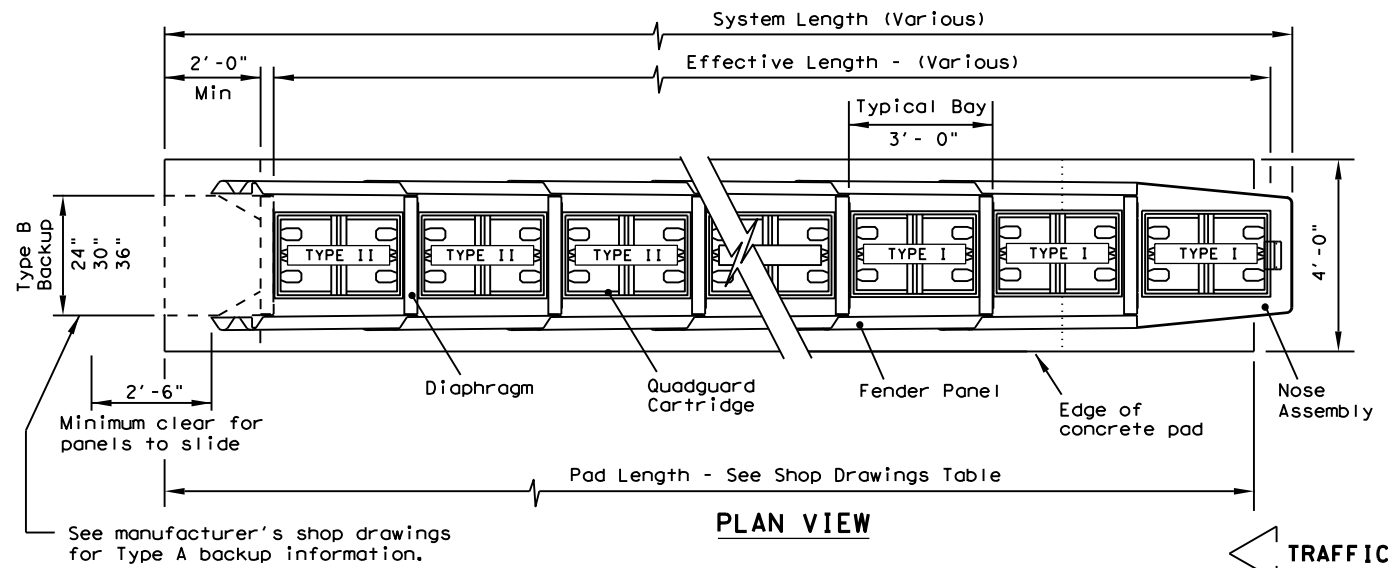 System Length (Various)
2'-0"
Min
Effective Length - (Various)
Typical Bay
3'- 0"
Type B
Backup
24"
30"
36"
TYPE II
TYPE II
TYPE II
TYPE I
TYPE I
TYPE I
4'-0"
2'-6"
Minimum clear for
panels to slide
Diaphragm
Quadguard
Cartridge
Fender Panel
Edge of
concrete pad
Nose
Assembly
Pad Length - See Shop Drawings Table
See manufacturer's shop drawings
for Type A backup information.
PLAN VIEW
TRAFFIC